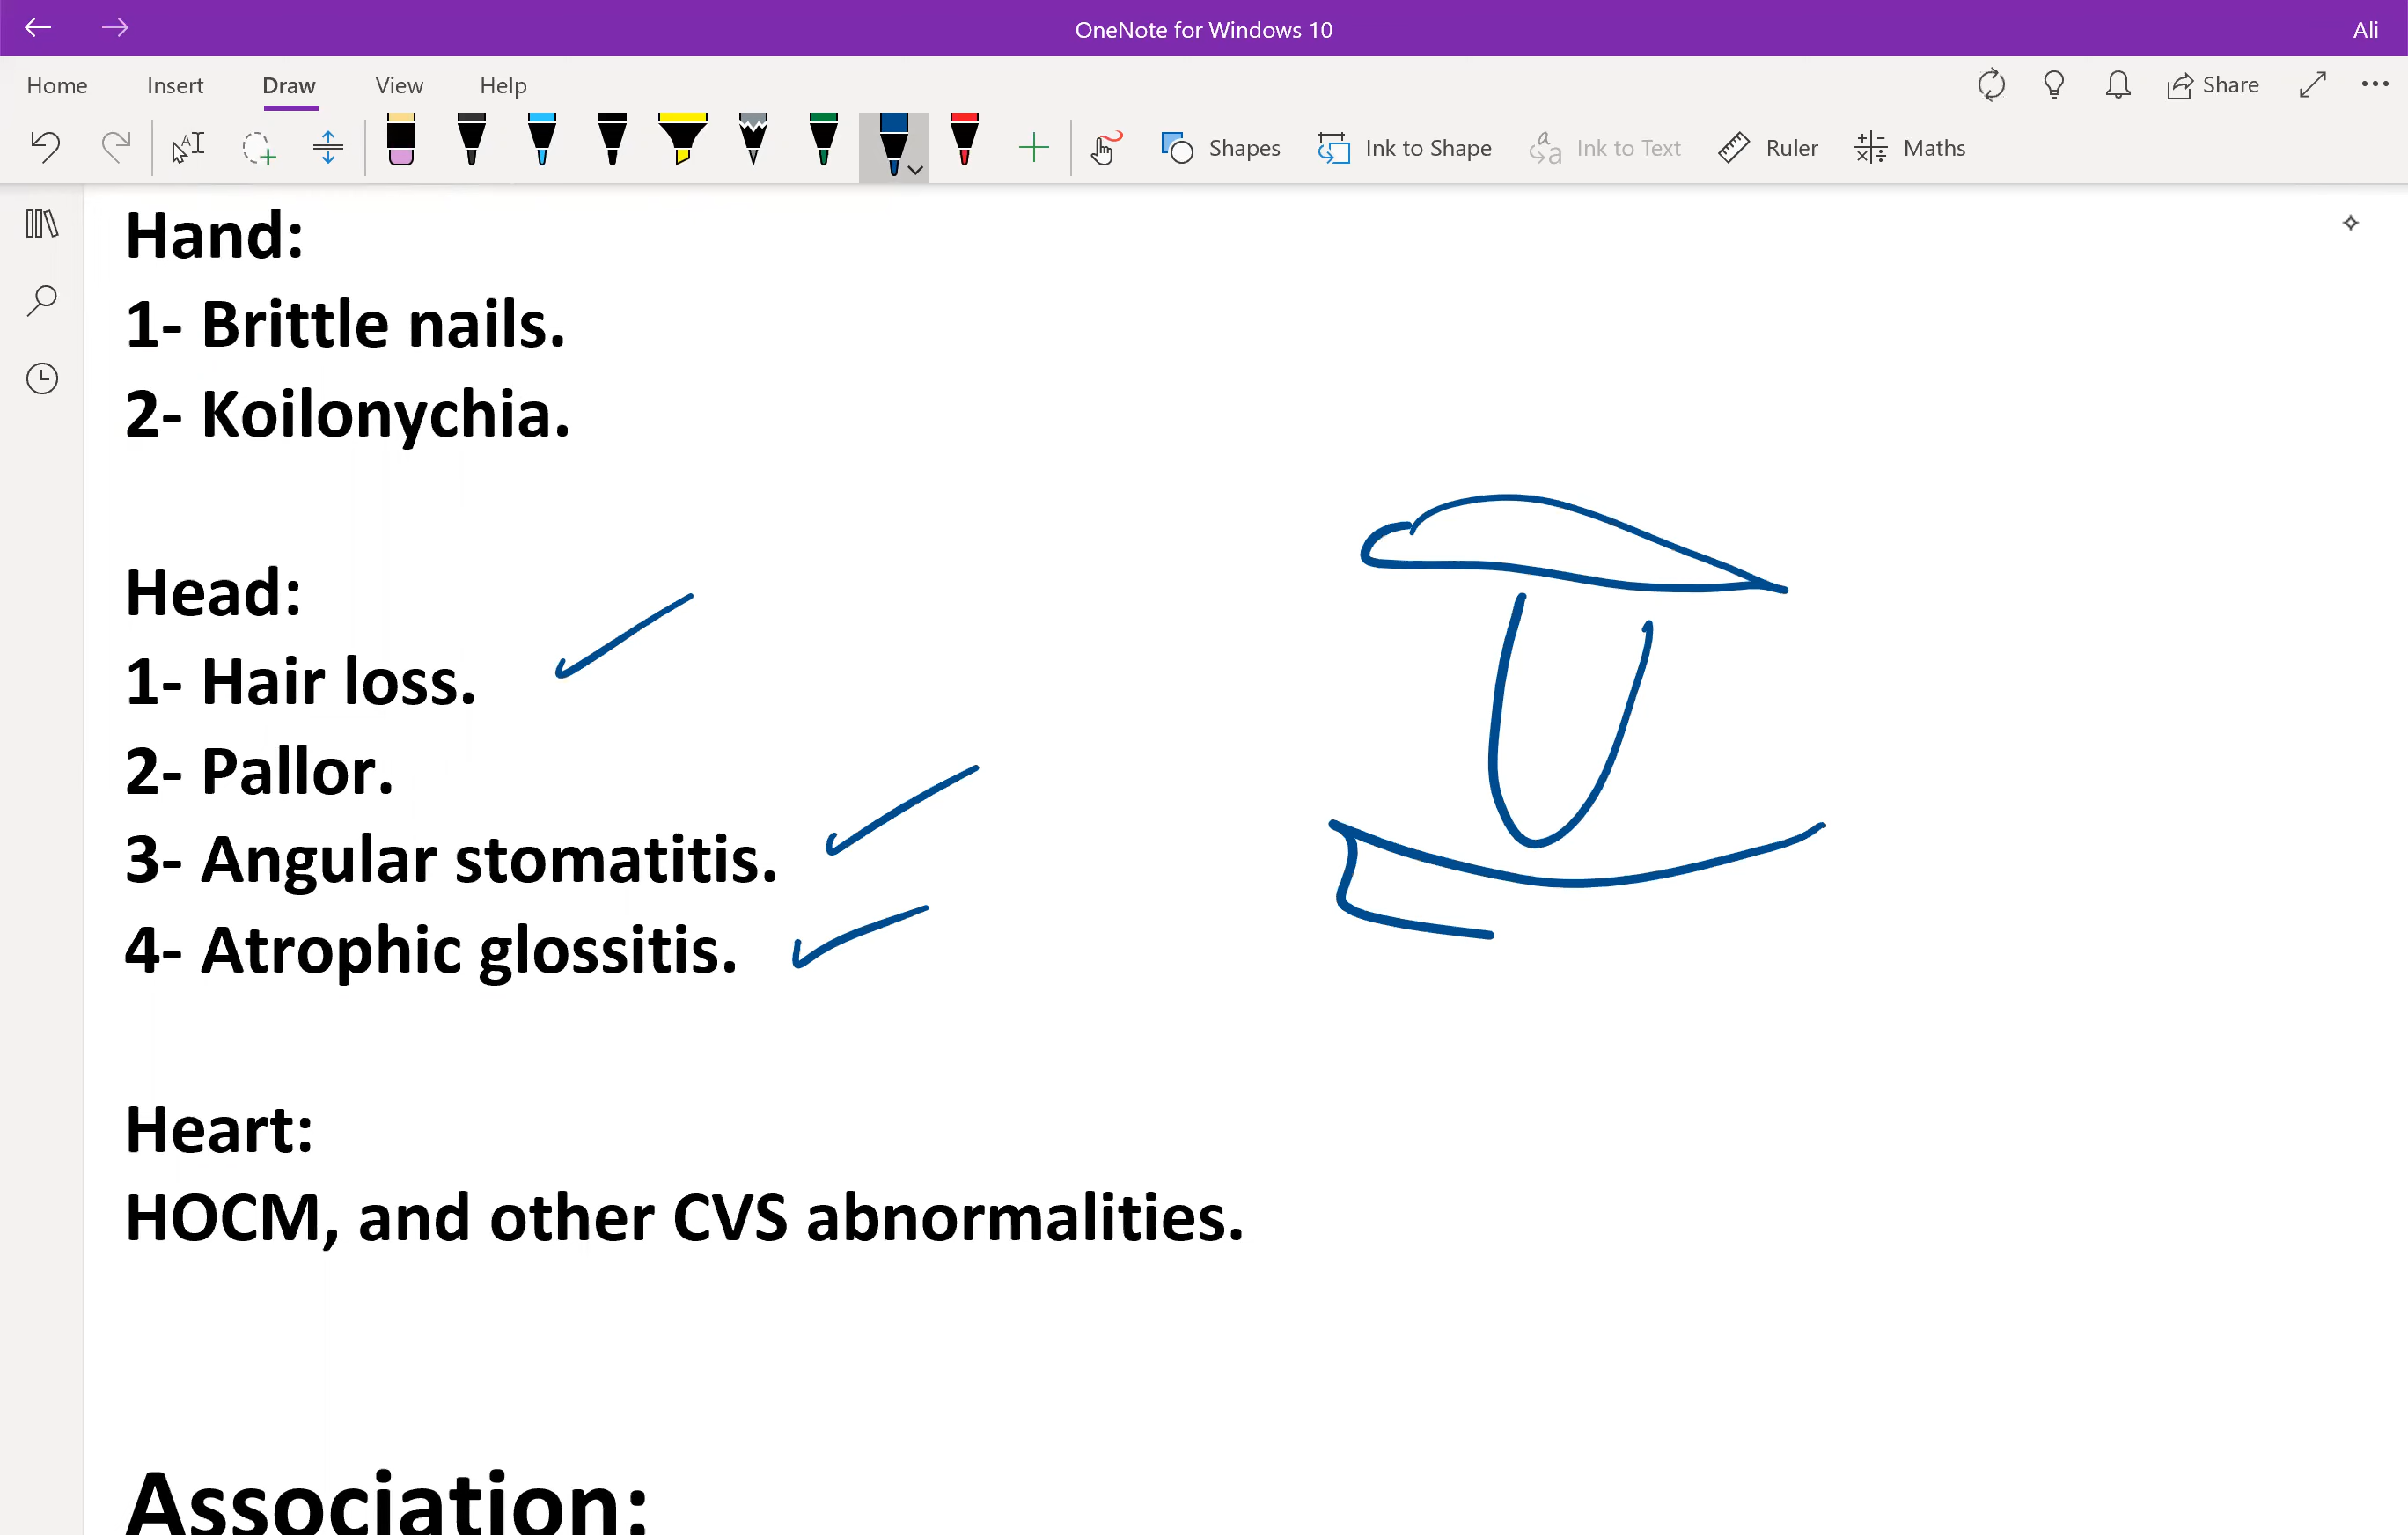 OneNote for Windows 10
Ali
Home Insert Draw View Help
Share
Shapes Ink to Shape Ink to Text Ruler Maths
Hand:
1- Brittle nails.
2- Koilonychia.
Head:
1- Hair loss.
2- Pallor.
3- Angular stomatitis.
4- Atrophic glossitis.
Heart:
HOCM, and other CVS abnormalities.
Association: